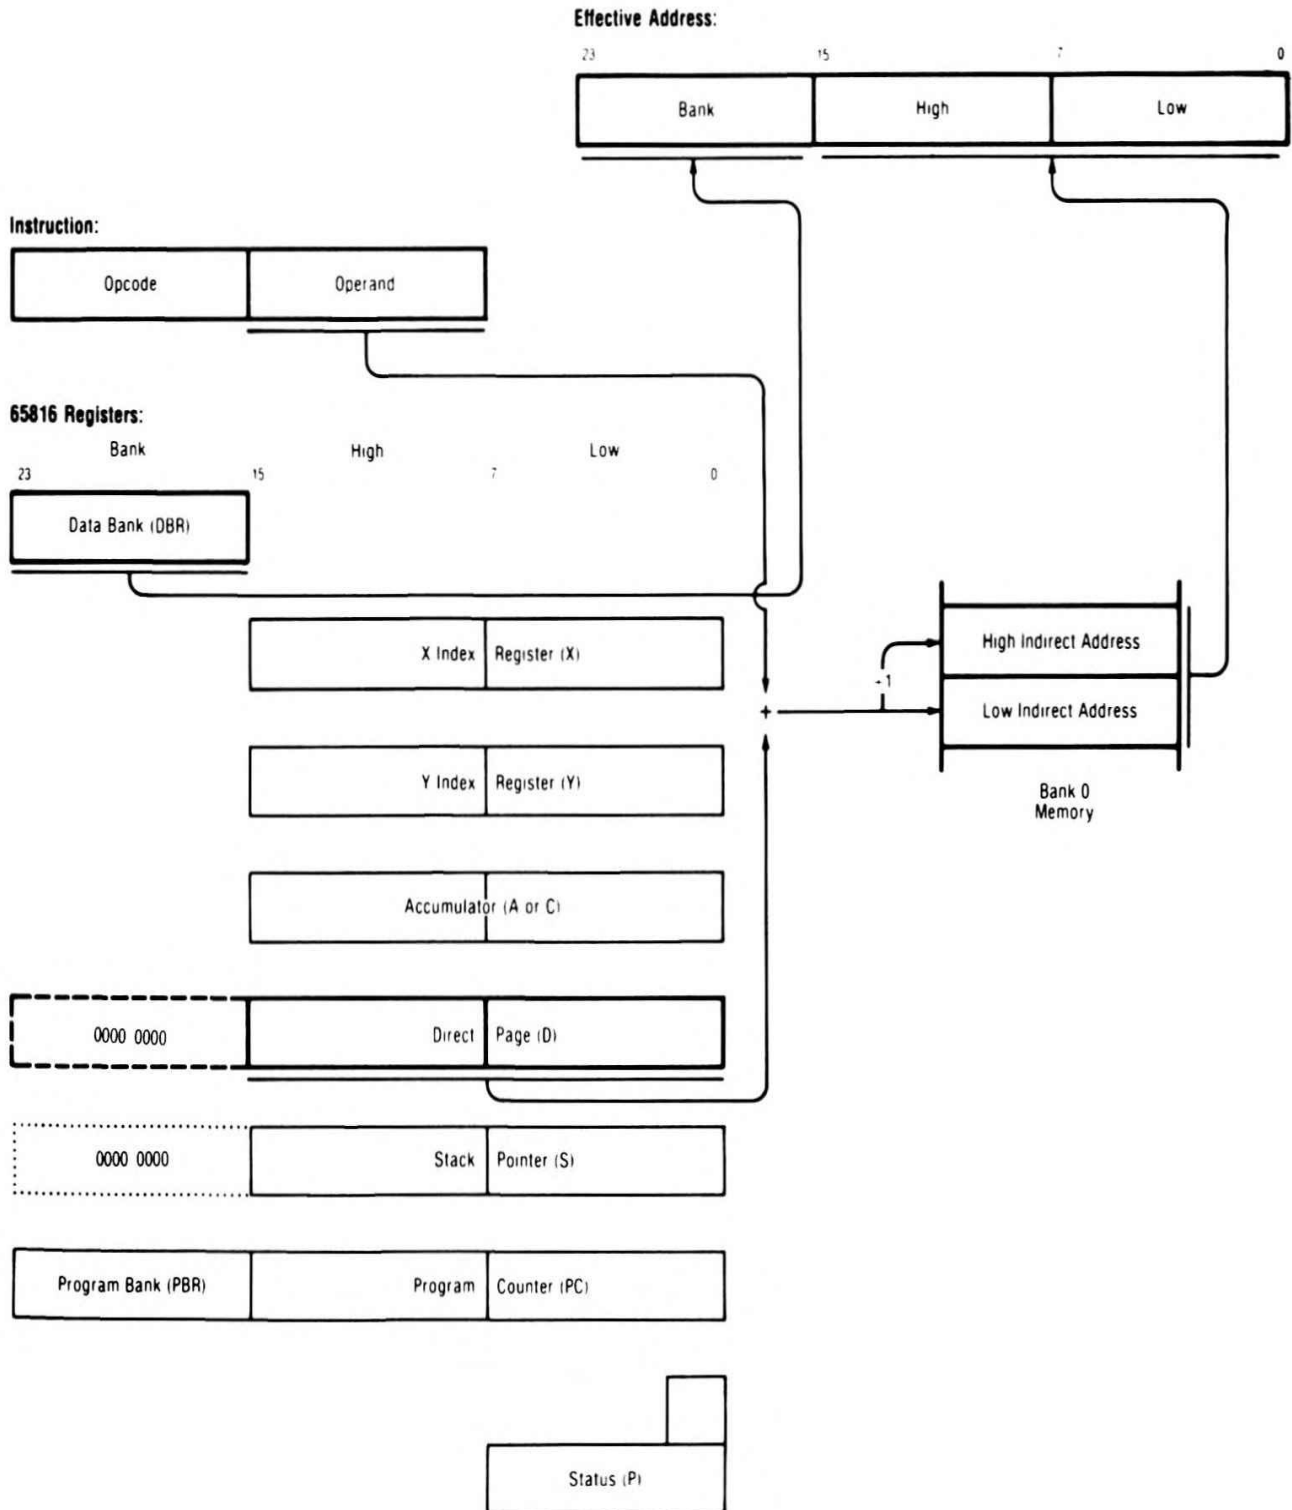 Effective Address:
23 15 7 0
Bank High Low
Instruction:
Opcode Operand
65816 Registers:
Bank High Low
23 15 7 0
Data Bank (DBR)
X Index Register (X)
High Indirect Address
+1
+
Low Indirect Address
Y Index Register (Y)
Bank 0
Memory
Accumulator (A or C)
0000 0000 Direct Page (D)
0000 0000 Stack Pointer (S)
Program Bank (PBR) Program Counter (PC)
Status (P)